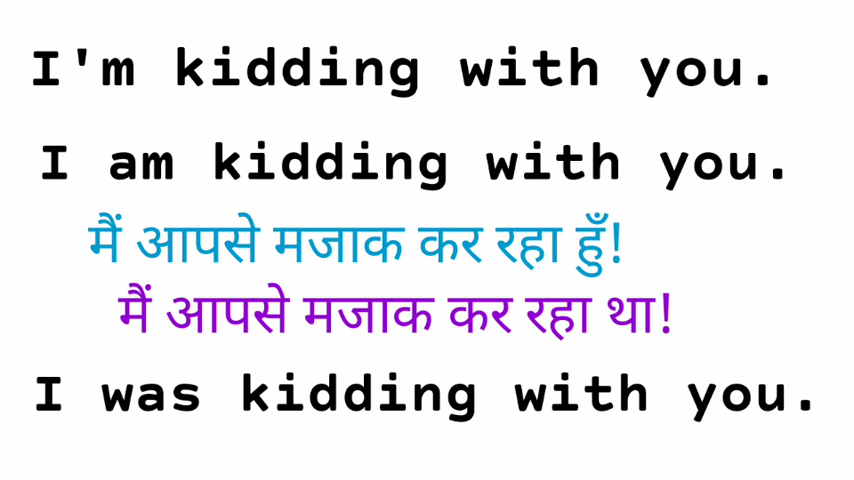 I'm kidding with you.
I am kidding with you.
मैं आपसे मजाक कर रहा हुँ!
मैं आपसे मजाक कर रहा था!
I was kidding with you.